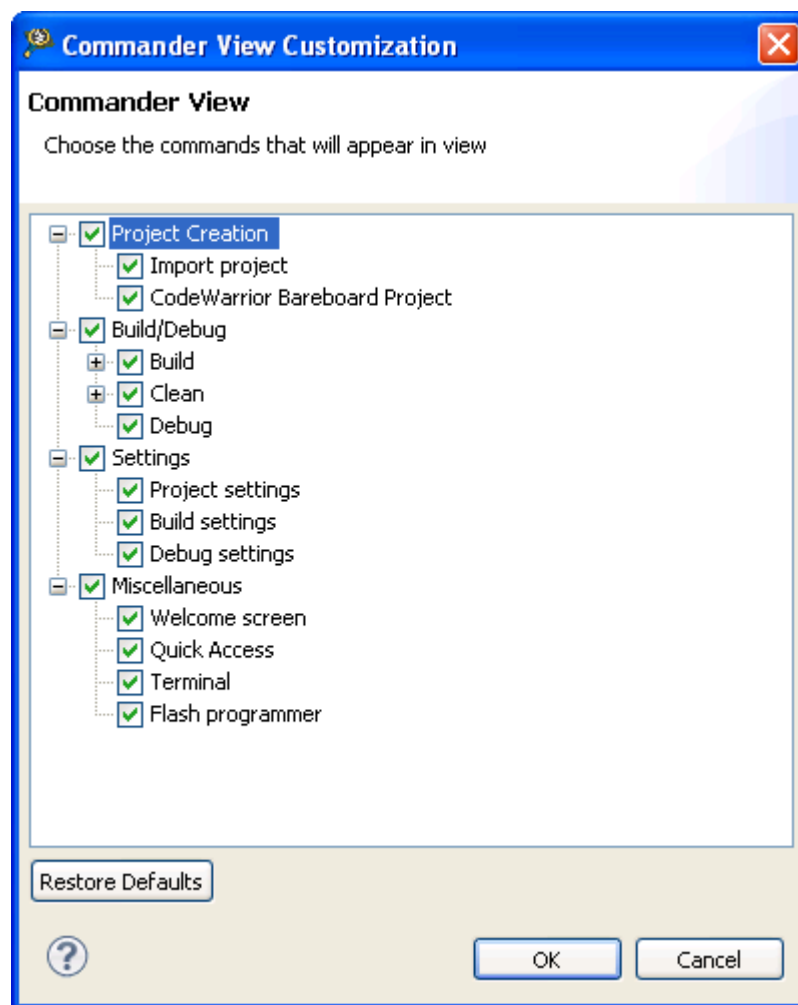 Commander View Customization
Commander View
Choose the commands that will appear in view
Project Creation
Import project
CodeWarrior Bareboard Project
Build/Debug
Build
Clean
Debug
Settings
Project settings
Build settings
Debug settings
Miscellaneous
Welcome screen
Quick Access
Terminal
Flash programmer
Restore Defaults
?
OK Cancel